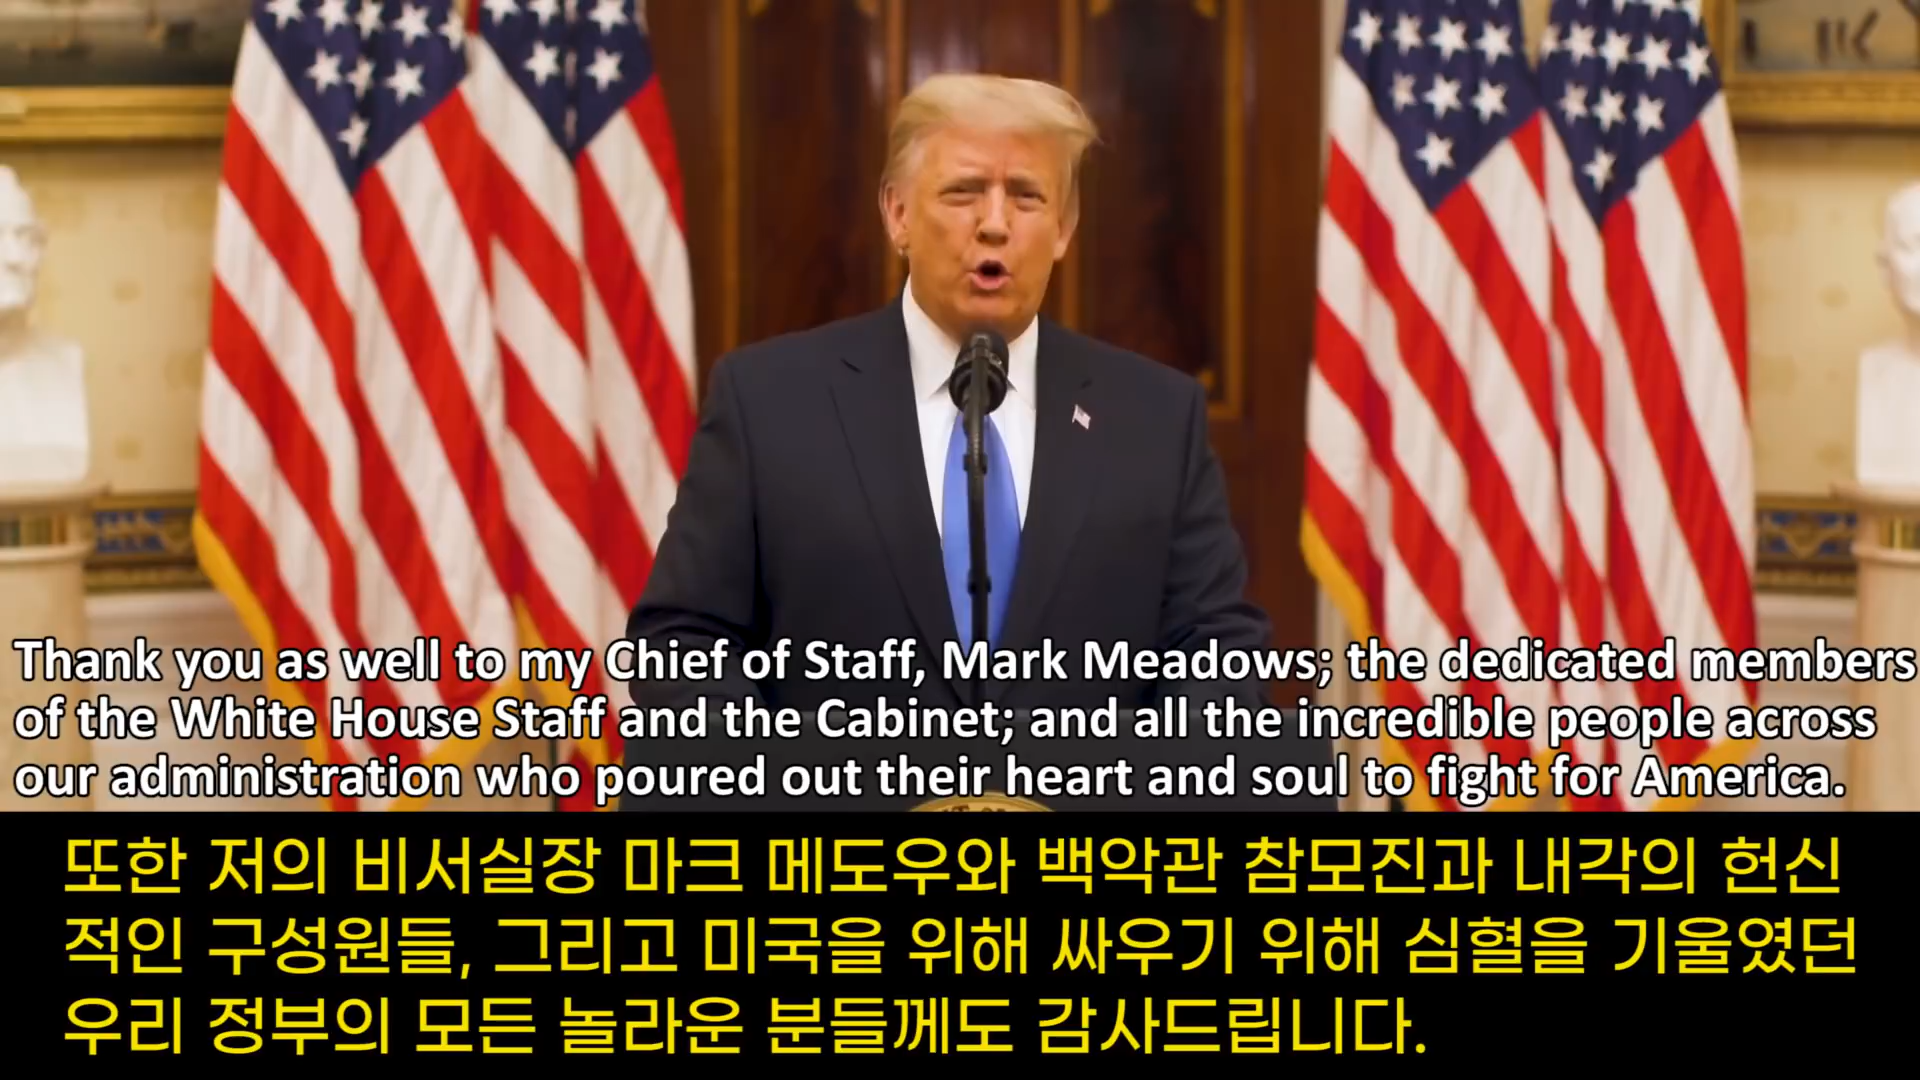 Thank you as well to my Chief of Staff, Mark Meadows; the dedicated members
of the White House Staff and the Cabinet; and all the incredible people across
our administration who poured out their heart and soul to fight for America.
또한 저의 비서실장 마크 메도우와 백악관 참모진과 내각의 헌신
적인 구성원들, 그리고 미국을 위해 싸우기 위해 심혈을 기울였던
우리 정부의 모든 놀라운 분들께도 감사드립니다.